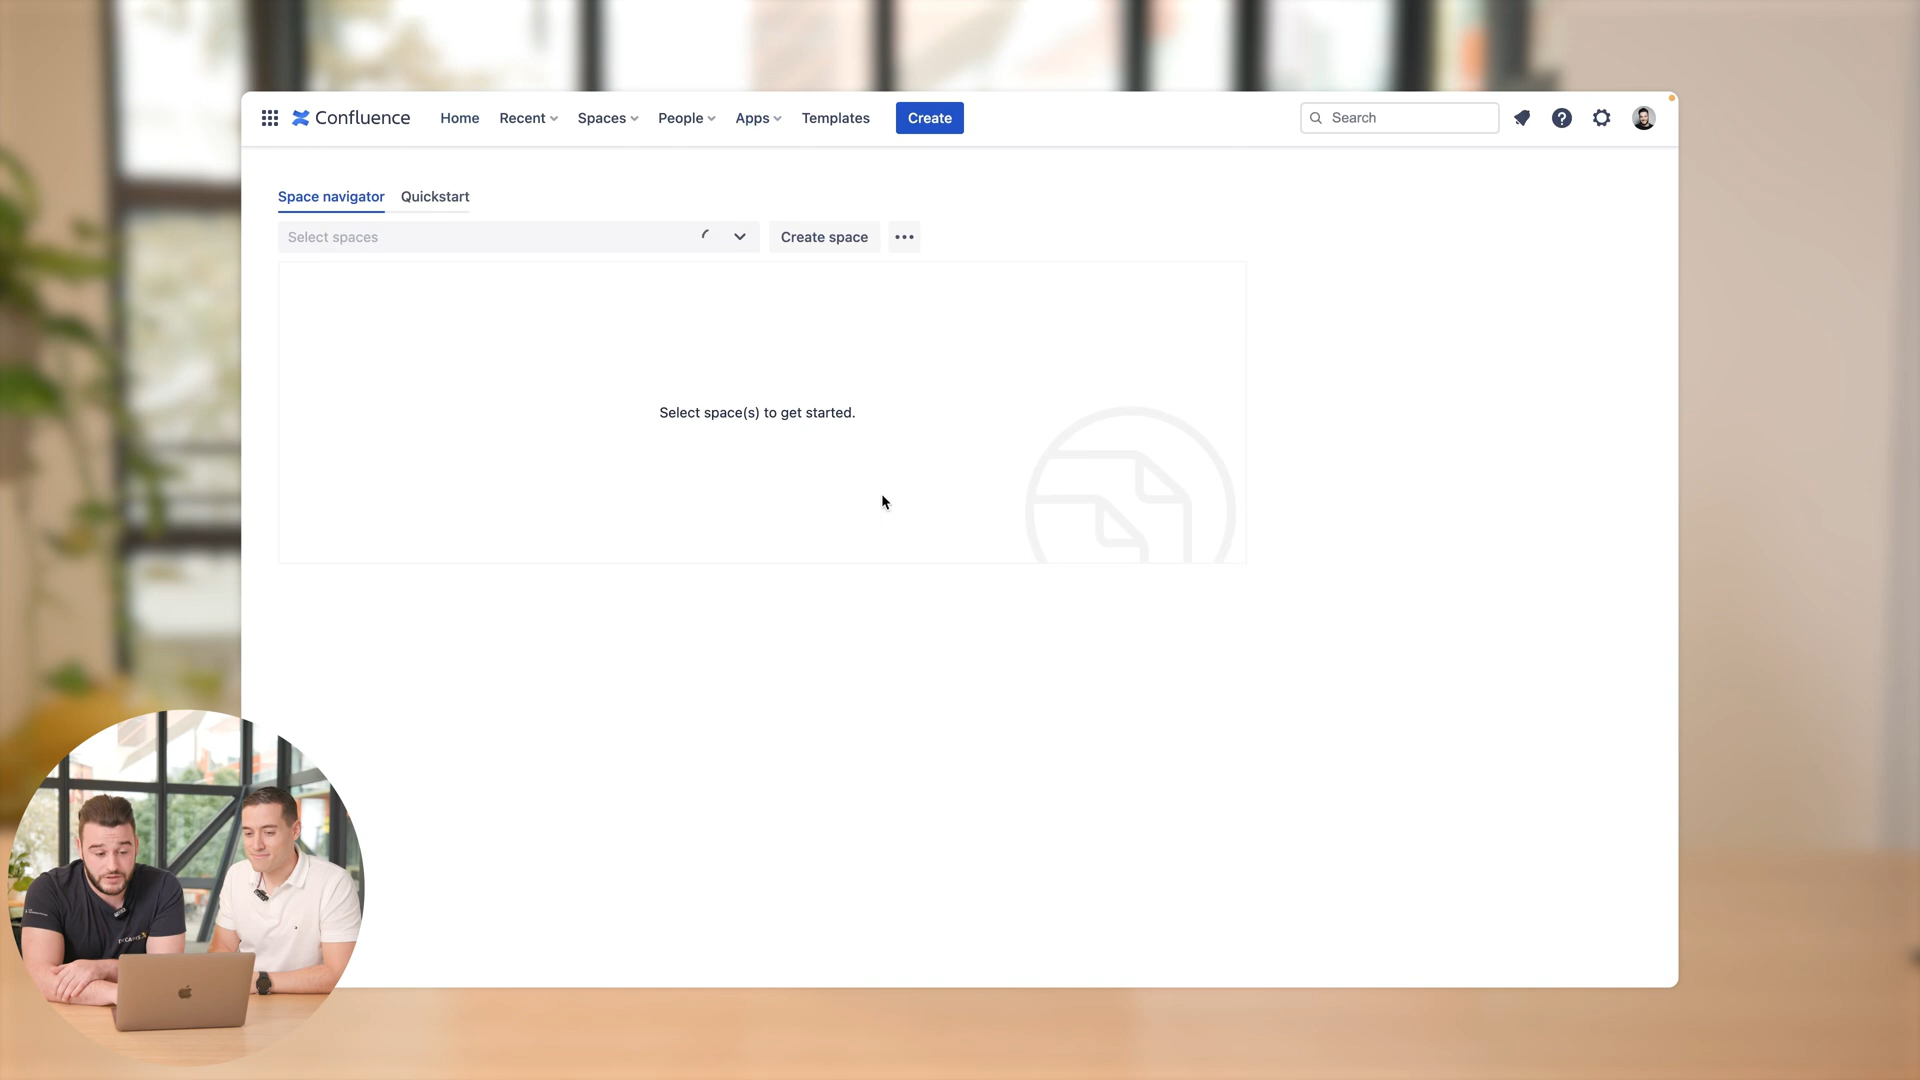 Confluence Home Recent Spaces People Apps Templates Create Search
Space navigator Quickstart
Select spaces Create space
Select space(s) to get started.